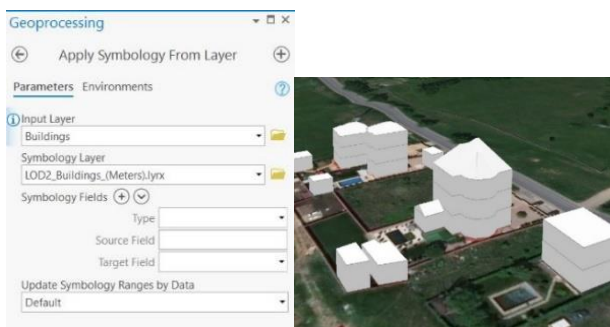 Geoprocessing
Apply Symbology From Layer
Parameters Environments
Input Layer
Buildings
Symbology Layer
LOD2_Buildings_(Meters).lyrx
Symbology Fields
Type
Source Field
Target Field
Update Symbology Ranges by Data
Default